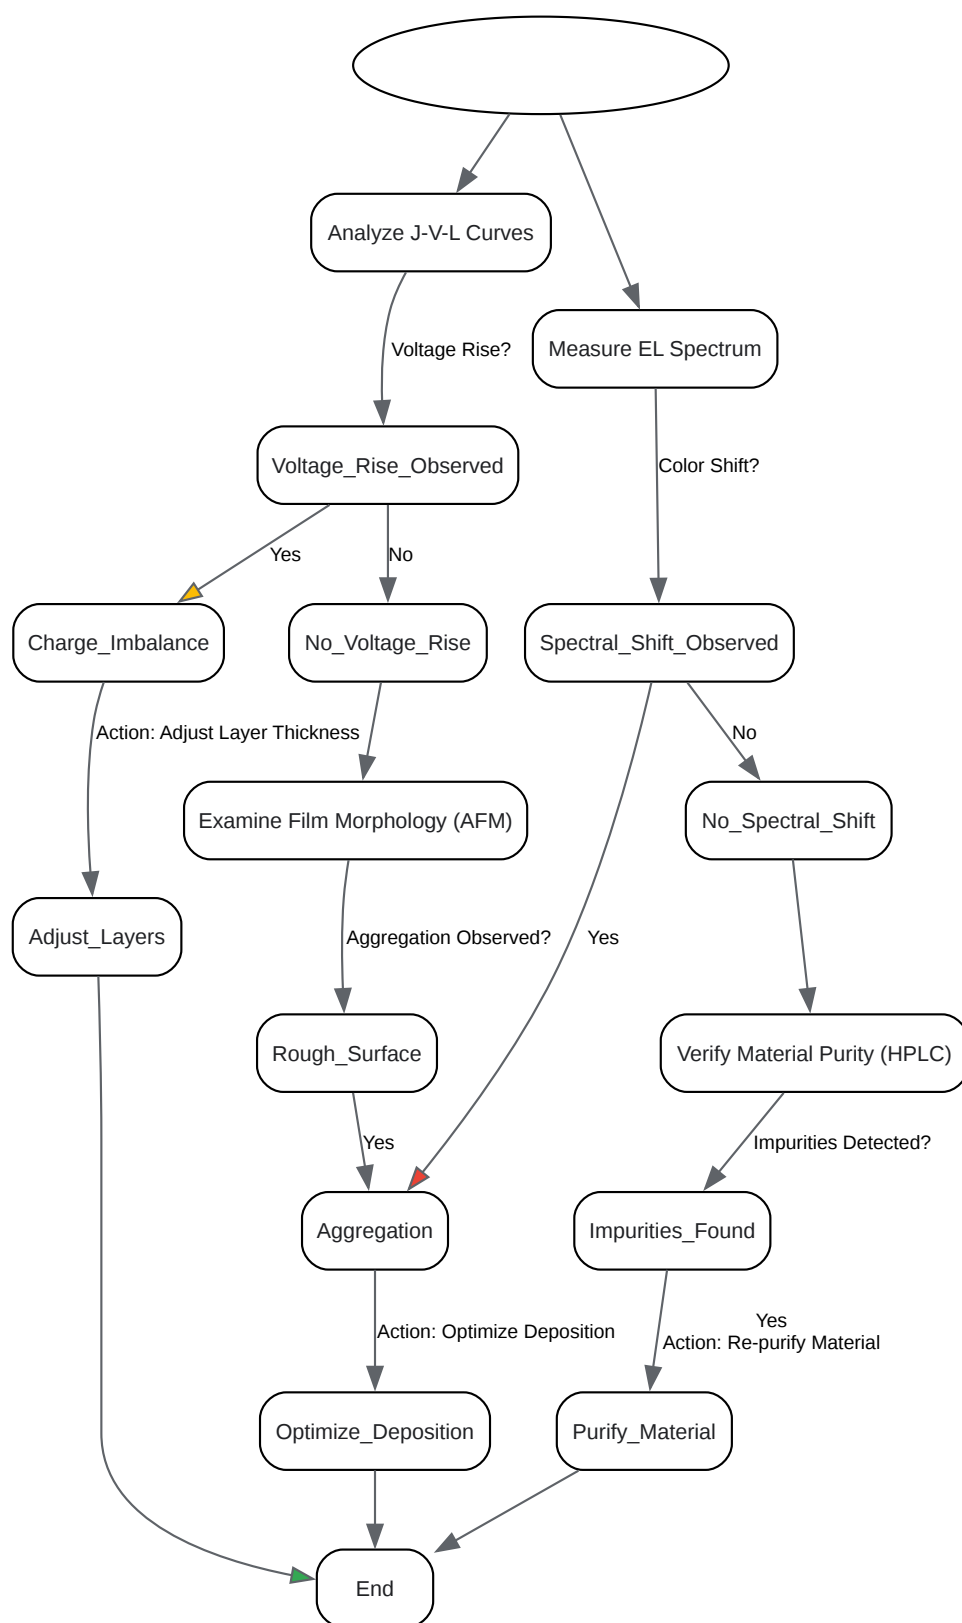 Analyze J-V-L Curves
Voltage Rise?
Measure EL Spectrum
Voltage_Rise_Observed
Color Shift?
Yes
No
Charge_Imbalance
No_Voltage_Rise
Spectral_Shift_Observed
Action: Adjust Layer Thickness
No
Examine Film Morphology (AFM)
No_Spectral_Shift
Adjust_Layers
Aggregation Observed?
Yes
Rough_Surface
Verify Material Purity (HPLC)
Yes
Impurities Detected?
Aggregation
Impurities_Found
Action: Optimize Deposition
Yes
Action: Re-purify Material
Optimize_Deposition
Purify_Material
End